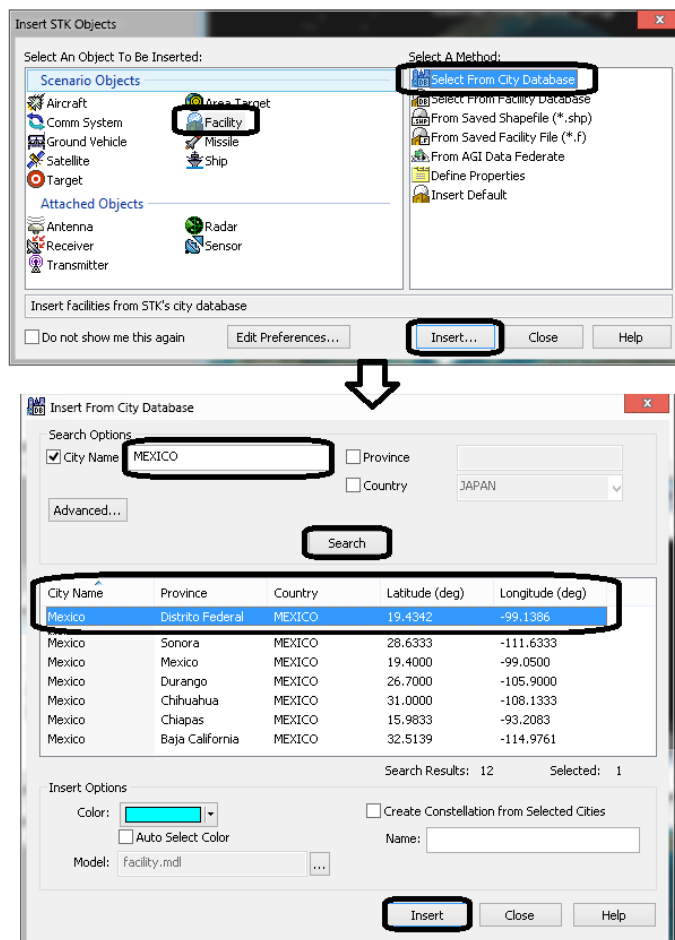 Insert STK Objects
x
Select An Object To Be Inserted:
Select A Method:
Scenario Objects
Aircraft
Area Target
Comm System
Facility
Ground Vehicle
Missile
Satellite
Ship
Target
Attached Objects
Antenna
Radar
Receiver
Sensor
Transmitter
Select From City Database
Select From Facility Database
From Saved Shapefile (*.shp)
From Saved Facility File (*.f)
From AGI Data Federate
Define Properties
Insert Default
Insert facilities from STK's city database
Do not show me this again
Edit Preferences...
Insert...
Close
Help
Insert From City Database
x
Search Options
City Name MEXICO
Province
Country JAPAN
Advanced...
Search
City Name Province Country Latitude (deg) Longitude (deg)
Mexico Distrito Federal MEXICO 19.4342 -99.1386
Mexico Sonora MEXICO 28.6333 -111.6333
Mexico Mexico MEXICO 19.4000 -99.0500
Mexico Durango MEXICO 26.7000 -105.9000
Mexico Chihuahua MEXICO 31.0000 -108.1333
Mexico Chiapas MEXICO 15.9833 -93.2083
Mexico Baja California MEXICO 32.5139 -114.9761
Search Results: 12 Selected: 1
Insert Options
Color:
Auto Select Color
Model: facility.mdl ...
Create Constellation from Selected Cities
Name:
Insert
Close
Help